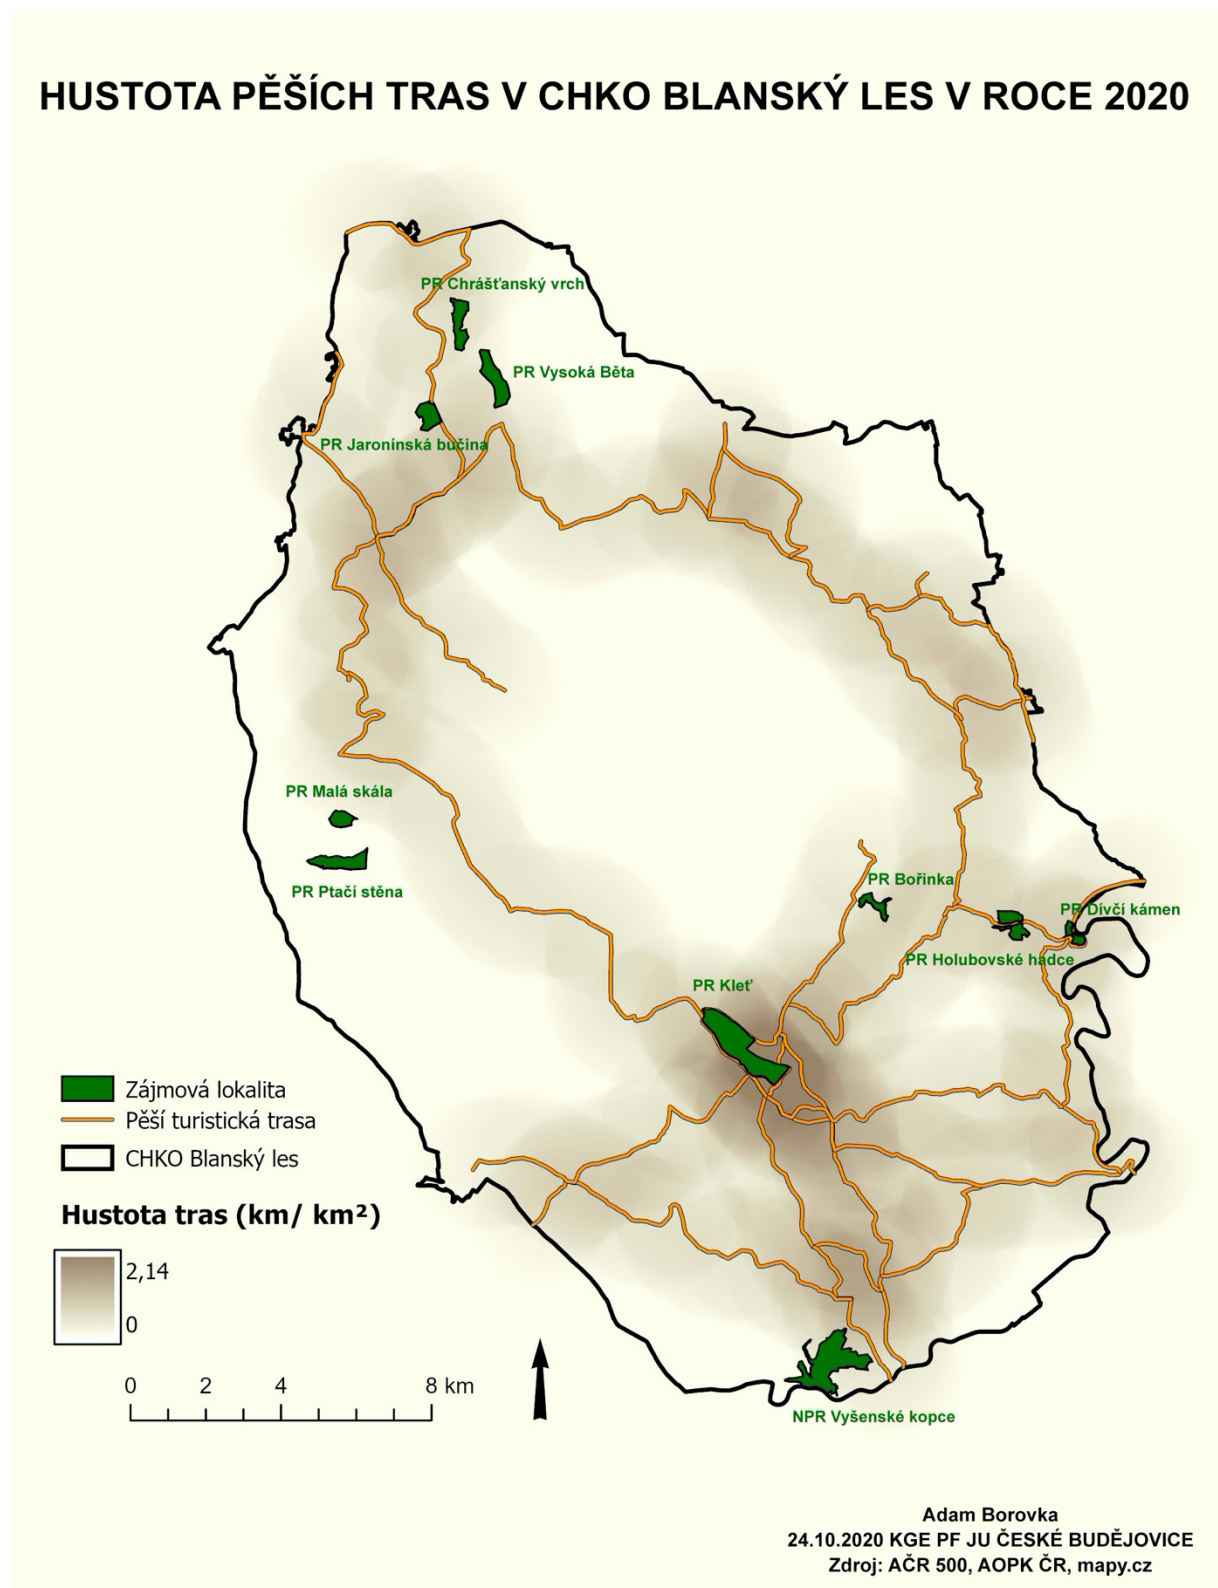 HUSTOTA PĚŠÍCH TRAS V CHKO BLANSKÝ LES V ROCE 2020
PR Chrášťanský vrch
PR Vysoká Běta
PR Jaronínská bučina
PR Malá skála
PR Ptačí stěna
PR Bořinka
PR Dívčí kámen
PR Holubovské hadce
PR Kleť
Zájmová lokalita
Pěší turistická trasa
CHKO Blanský les
Hustota tras (km/ km²)
2,14
0
0 2 4 8 km
NPR Vyšenské kopce
Adam Borovka
24.10.2020 KGE PF JU ČESKÉ BUDĚJOVICE
Zdroj: AČR 500, AOPK ČR, mapy.cz